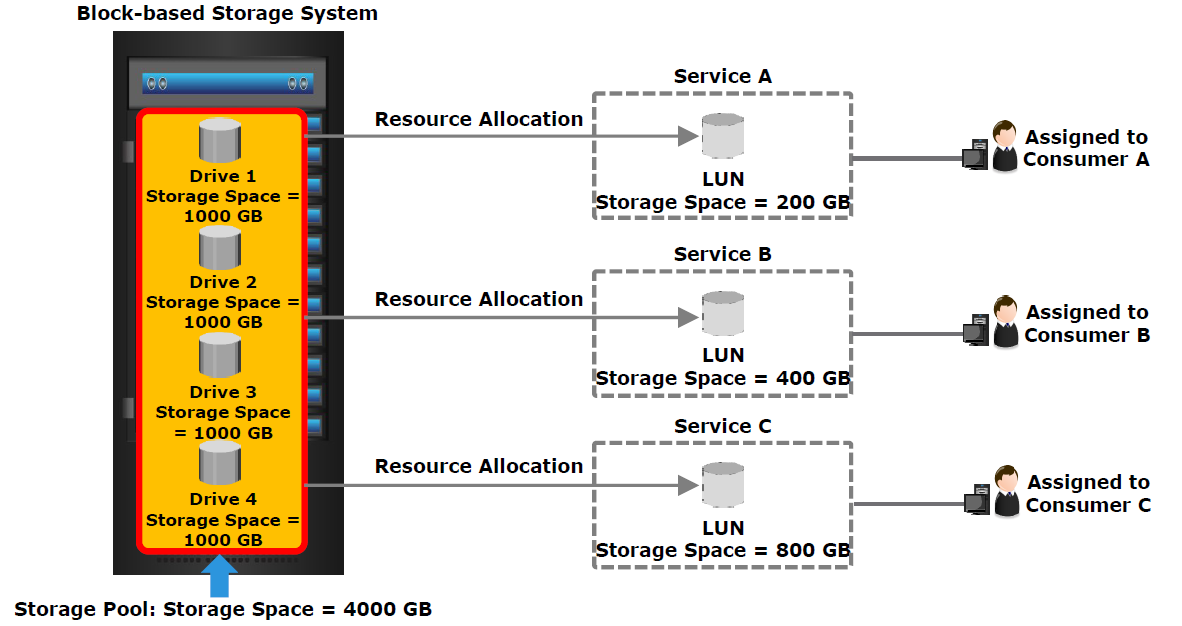 Block-based Storage System
Drive 1
Storage Space =
1000 GB
Drive 2
Storage Space =
1000 GB
Drive 3
Storage Space
= 1000 GB
Drive 4
Storage Space =
1000 GB
Storage Pool: Storage Space = 4000 GB
Resource Allocation
Service A
LUN
Storage Space = 200 GB
Assigned to
Consumer A
Resource Allocation
Service B
LUN
Storage Space = 400 GB
Assigned to
Consumer B
Resource Allocation
Service C
LUN
Storage Space = 800 GB
Assigned to
Consumer C